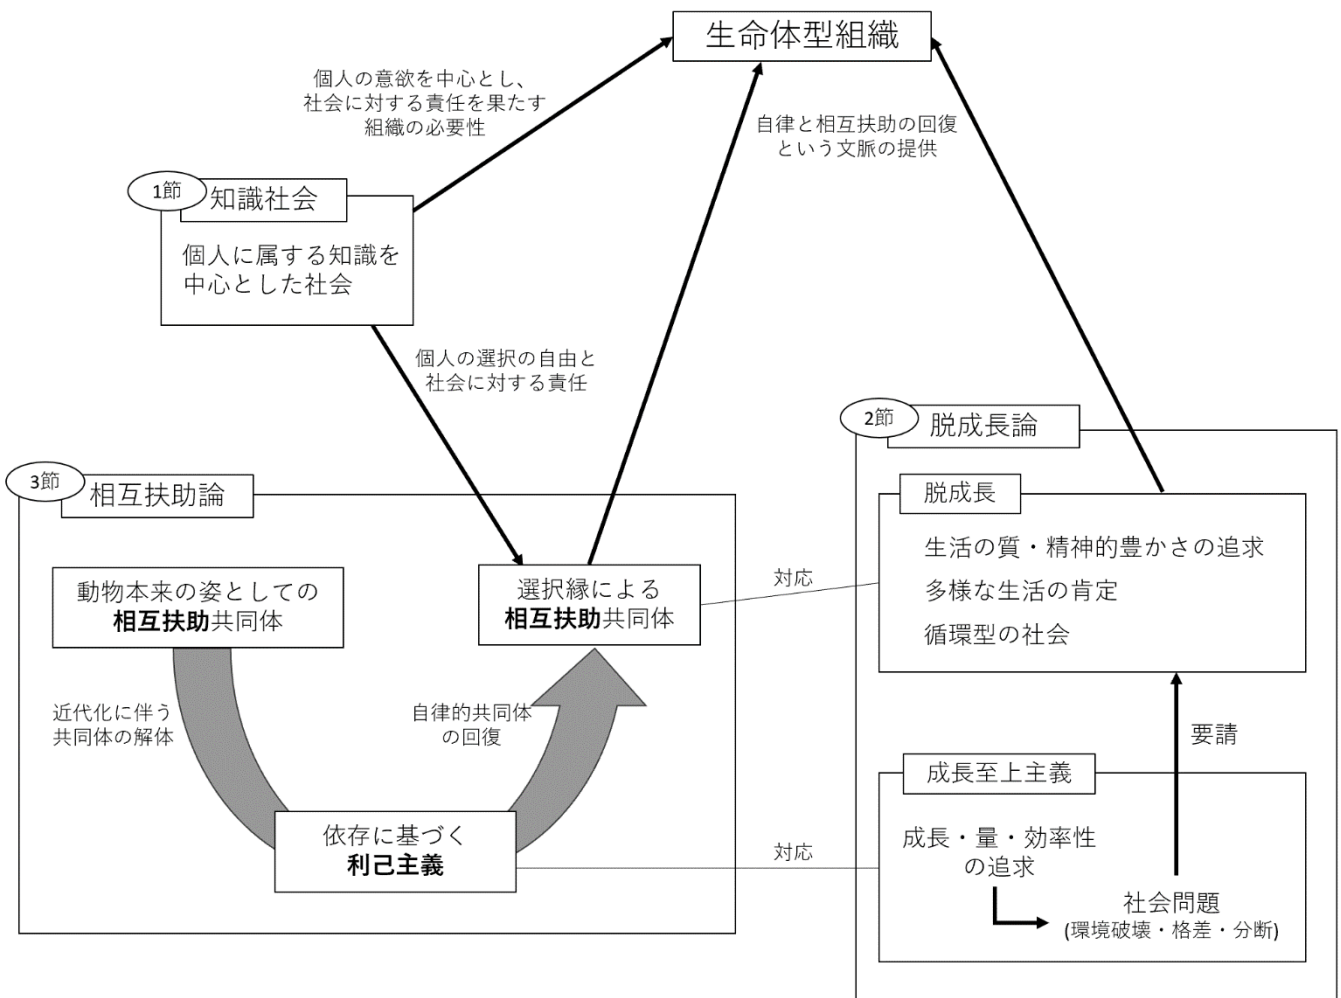 生命体型組織
個人の意欲を中心とし、
社会に対する責任を果たす
組織の必要性
自律と相互扶助の回復
という文脈の提供
1節
知識社会
個人に属する知識を
中心とした社会
個人の選択の自由と
社会に対する責任
2節
脱成長論
3節
相互扶助論
脱成長
生活の質・精神的豊かさの追求
多様な生活の肯定
循環型の社会
動物本来の姿としての
相互扶助共同体
選択縁による
相互扶助共同体
対応
近代化に伴う
共同体の解体
自律的共同体
の回復
要請
成長至上主義
成長・量・効率性
の追求
依存に基づく
利己主義
対応
社会問題
(環境破壊・格差・分断)